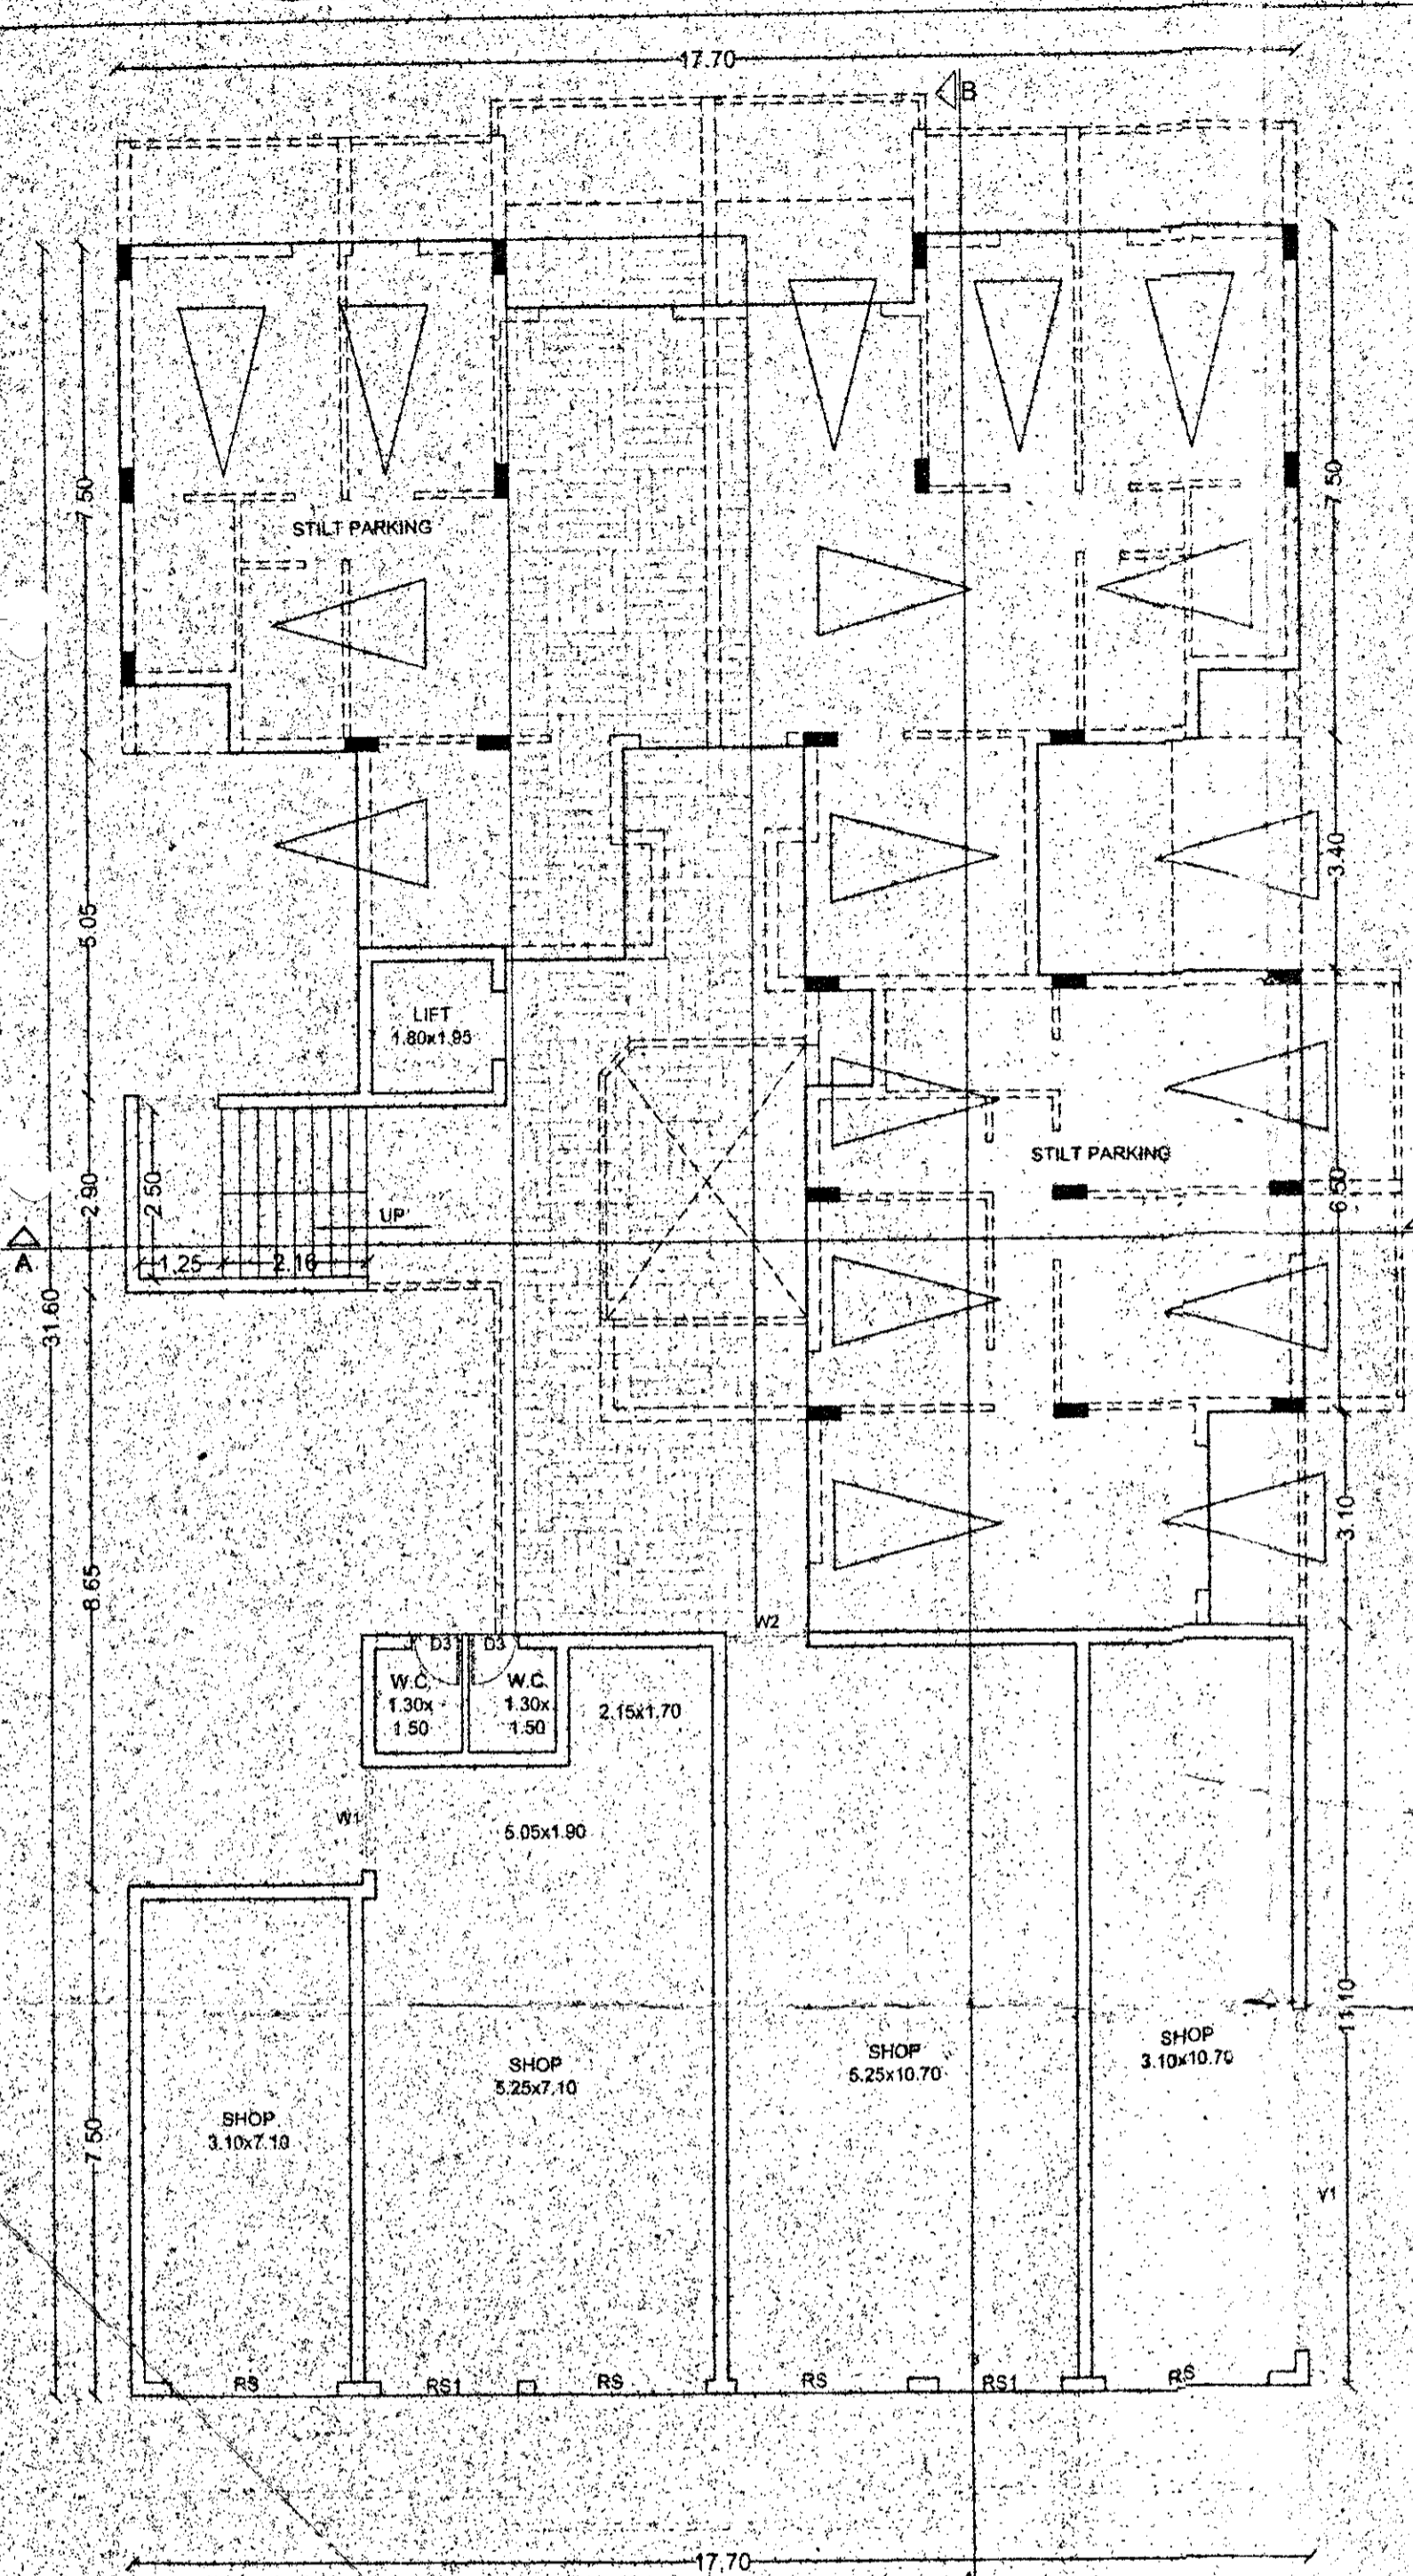 17.70
B
7.50
7.50
STILT PARKING
3.40
5.05
LIFT
1.80x1.95
STILT PARKING
2.90
2.50
6.50
UP
A
1.25
2.16
31.60
3.10
8.65
W2
D3
D3
W.C.
1.30x
1.50
W.C.
1.30x
1.50
2.15x1.70
W1
5.05x1.90
11.10
SHOP
3.10x10.70
SHOP
5.25x10.70
SHOP
5.25x7.10
SHOP
3.10x7.10
7.50
V1
RS
RS1
RS
RS
RS1
RS
17.70